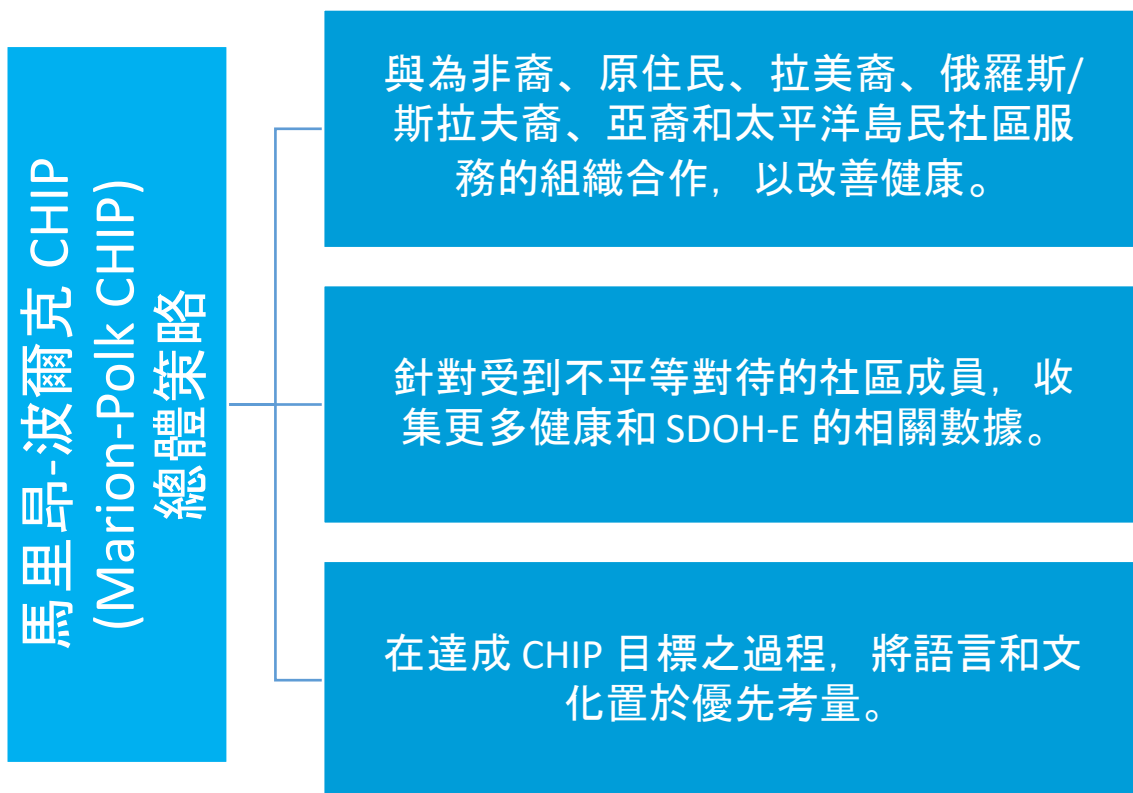 馬里昂-波爾克 CHIP
(Marion-Polk CHIP)
總體策略
與為非裔、原住民、拉美裔、俄羅斯/
斯拉夫裔、亞裔和太平洋島民社區服
務的組織合作，以改善健康。
針對受到不平等對待的社區成員，收
集更多健康和 SDOH-E 的相關數據。
在達成 CHIP 目標之過程，將語言和文
化置於優先考量。